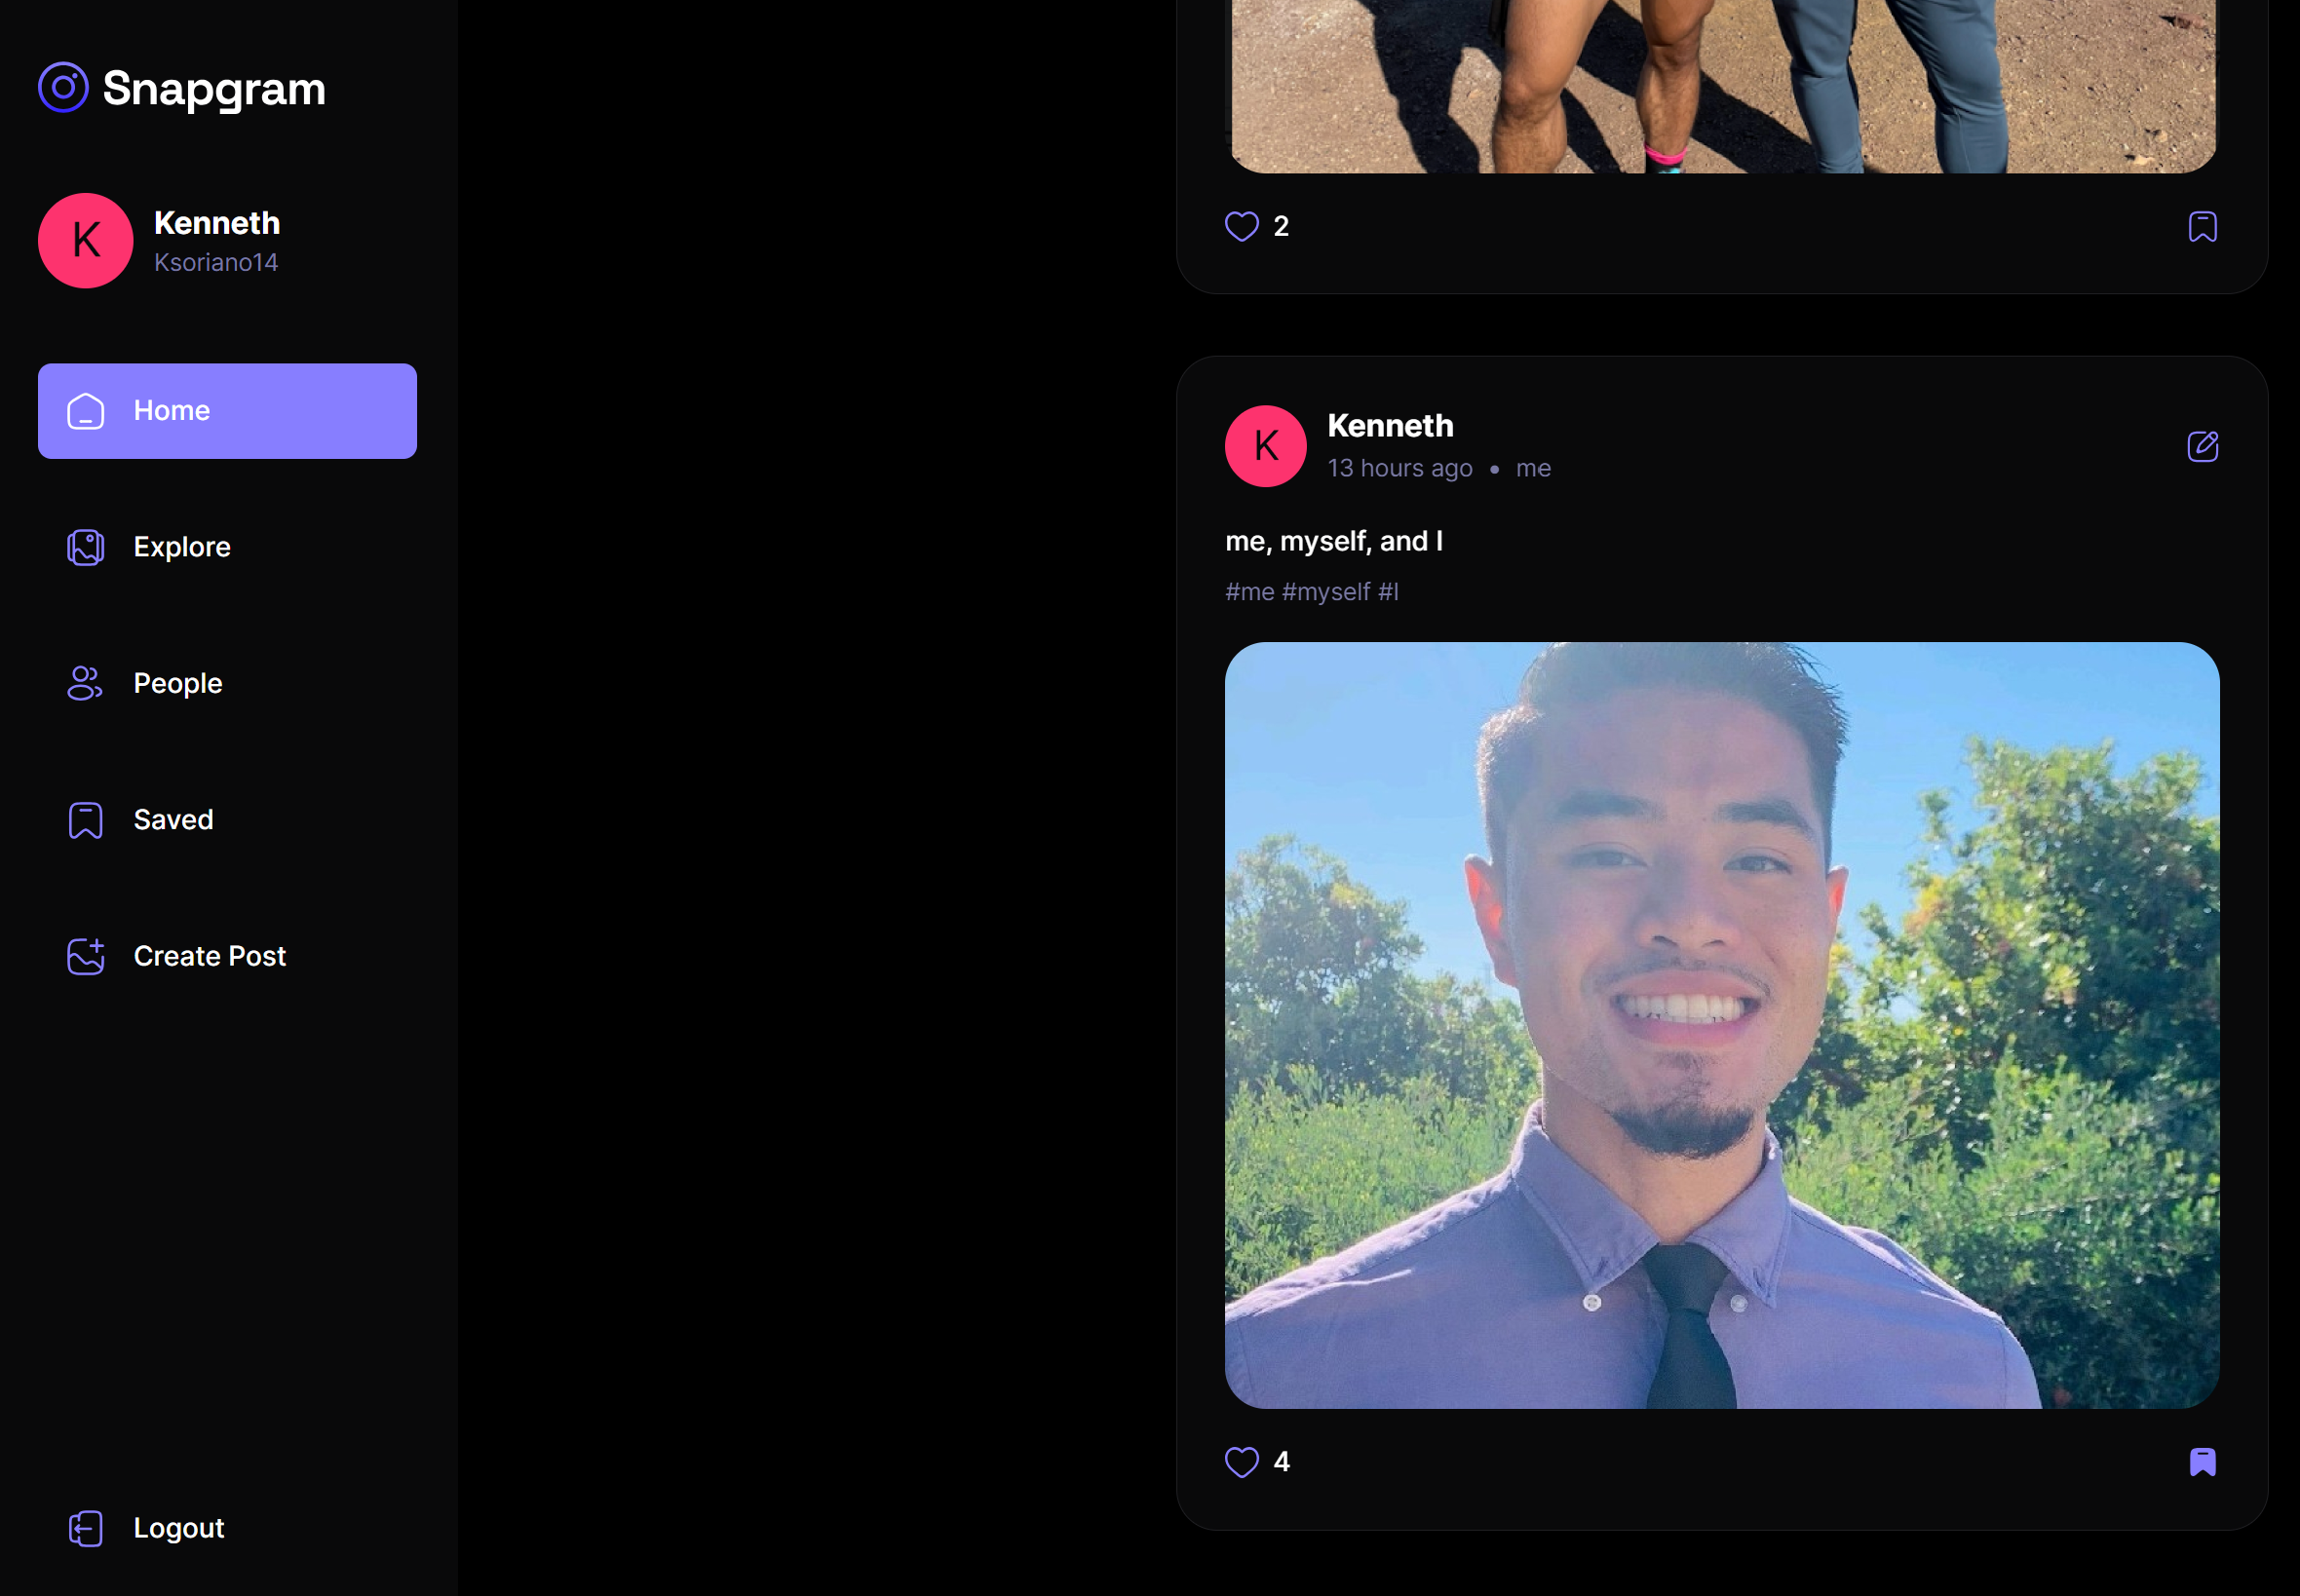 Snapgram
K
Kenneth
Ksoriano14
Home
Explore
People
Saved
Create Post
Logout
2
K
Kenneth
13 hours ago • me
me, myself, and I
#me #myself #I
4